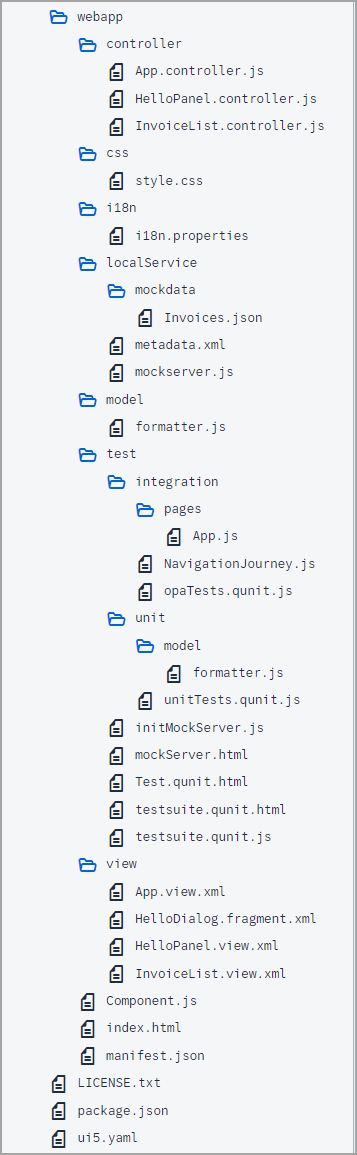 webapp
controller
App.controller.js
HelloPanel.controller.js
InvoiceList.controller.js
css
style.css
i18n
i18n.properties
localService
mockdata
Invoices.json
metadata.xml
mockserver.js
model
formatter.js
test
integration
pages
App.js
NavigationJourney.js
opaTests.qunit.js
unit
model
formatter.js
unitTests.qunit.js
initMockServer.js
mockServer.html
Test.qunit.html
testsuite.qunit.html
testsuite.qunit.js
view
App.view.xml
HelloDialog.fragment.xml
HelloPanel.view.xml
InvoiceList.view.xml
Component.js
index.html
manifest.json
LICENSE.txt
package.json
ui5.yaml